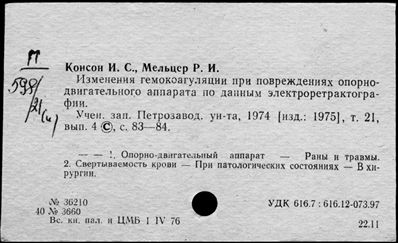 П
598
21(4)
Консон И. С., Мельцер Р. И.
Изменения гемокоагуляции при повреждениях опорно-
двигательного аппарата по данным электроретрактогра-
фии.
Учен. зап. Петрозавод. ун-та, 1974 [изд.: 1975], т. 21,
вып. 4 ©, с. 83—84.
— — 1. Опорно-двигательный аппарат — Раны и травмы.
2. Свертываемость крови — При патологических состояниях — В хи-
рургии.
№ 36210
40 № 3660
Вс. кн. пал. и ЦМБ I IV 76
УДК 616.7 : 616.12-073.97
22.11